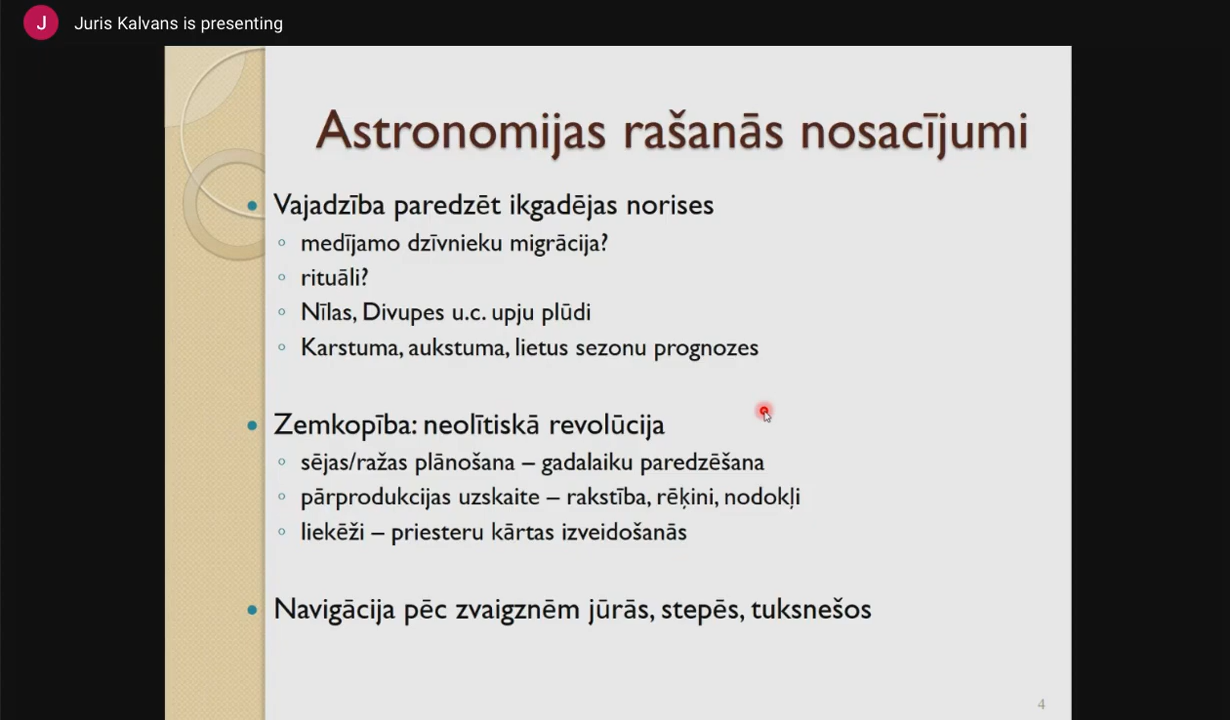 J
Juris Kalvans is presenting
Astronomijas rašanās nosacījumi
Vajadzība paredzēt ikgadējas norises
medījamo dzīvnieku migrācija?
rituāli?
Nīlas, Divupes u.c. upju plūdi
Karstuma, aukstuma, lietus sezonu prognozes
Zemkopība: neolītiskā revolūcija
sējas/ražas plānošana – gadalaiku paredzēšana
pārprodukcijas uzskaite – rakstība, rēķini, nodokļi
liekēži – priesteru kārtas izveidošanās
Navigācija pēc zvaigznēm jūrās, stepēs, tuksnešos
4